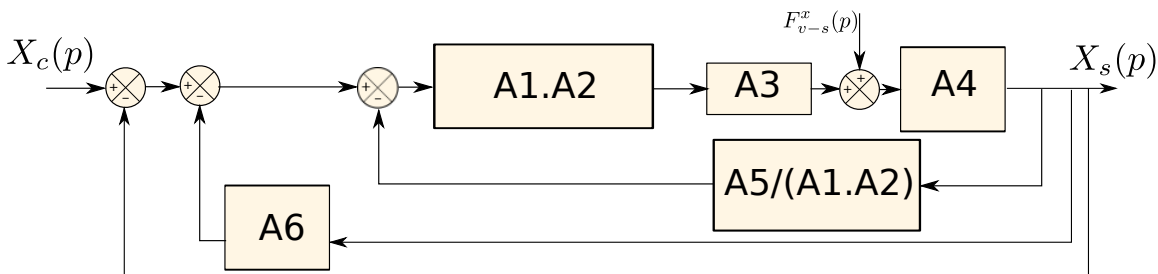 F^x_{v-s}(p)
X_c(p)
X_s(p)
A1.A2
A3
A4
+
−
+
−
+
−
+
+
A5/(A1.A2)
A6